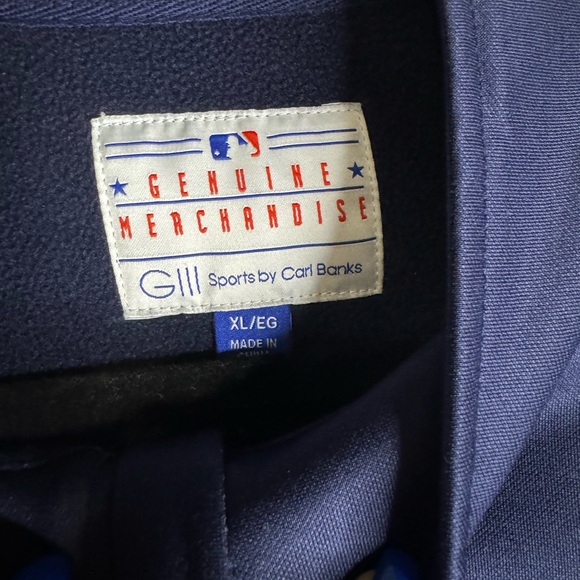 GENUINE
MERCHANDISE
GIII Sports by Carl Banks
XL/EG
MADE IN